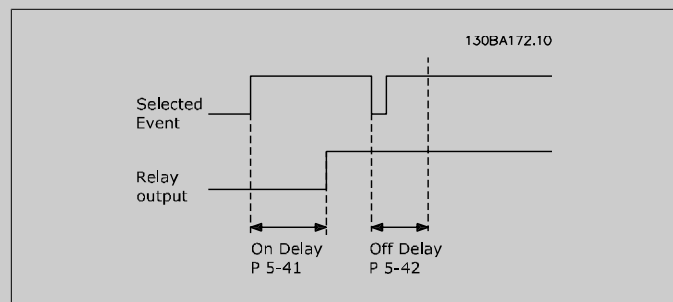 130BA172.10
Selected
Event
Relay
output
On Delay
P 5-41
Off Delay
P 5-42